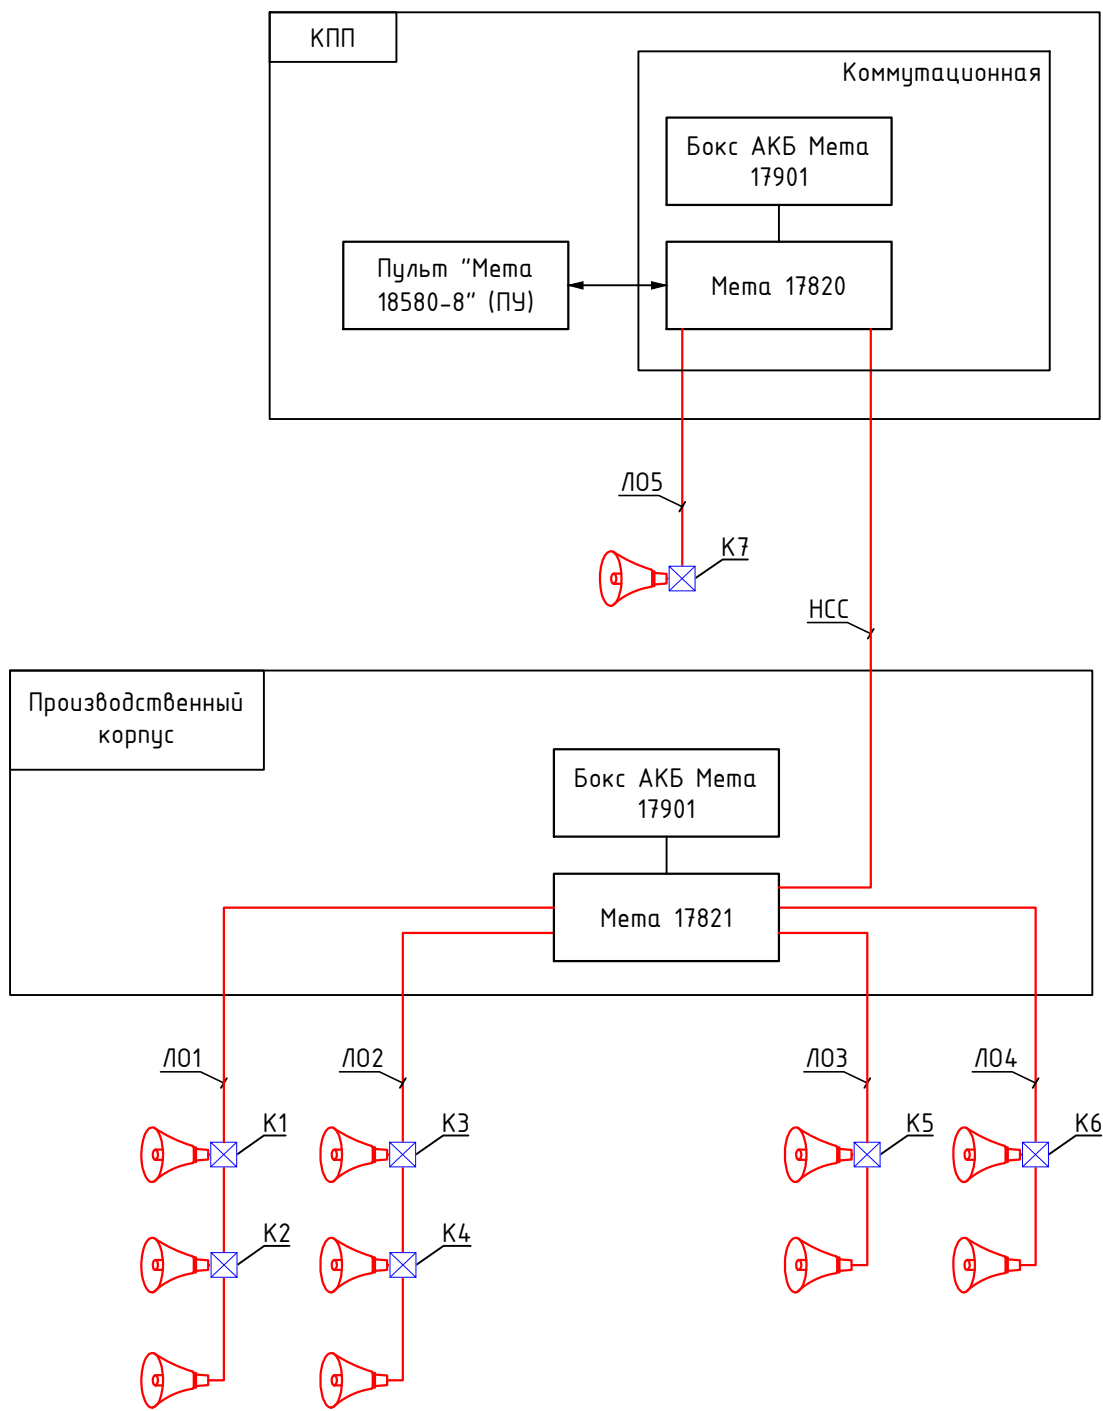 КПП
Коммутационная
Бокс АКБ Мета
17901
Пульт "Мета
18580-8" (ПУ)
Мета 17820
ЛО5
К7
НСС
Производственный
корпус
Бокс АКБ Мета
17901
Мета 17821
ЛО1
ЛО2
ЛО3
ЛО4
К1
К3
К5
К6
К2
К4